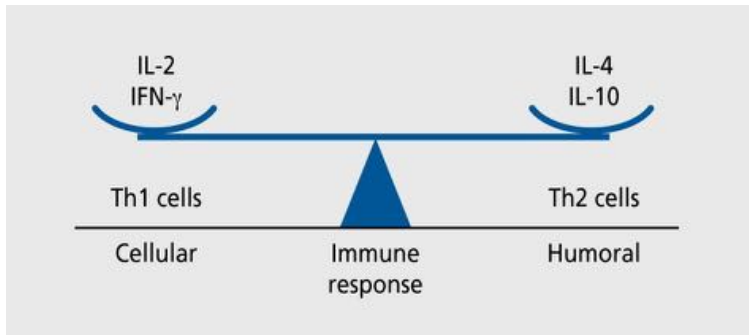 IL-2
IFN-γ
IL-4
IL-10
Th1 cells
Th2 cells
Cellular
Immune
response
Humoral